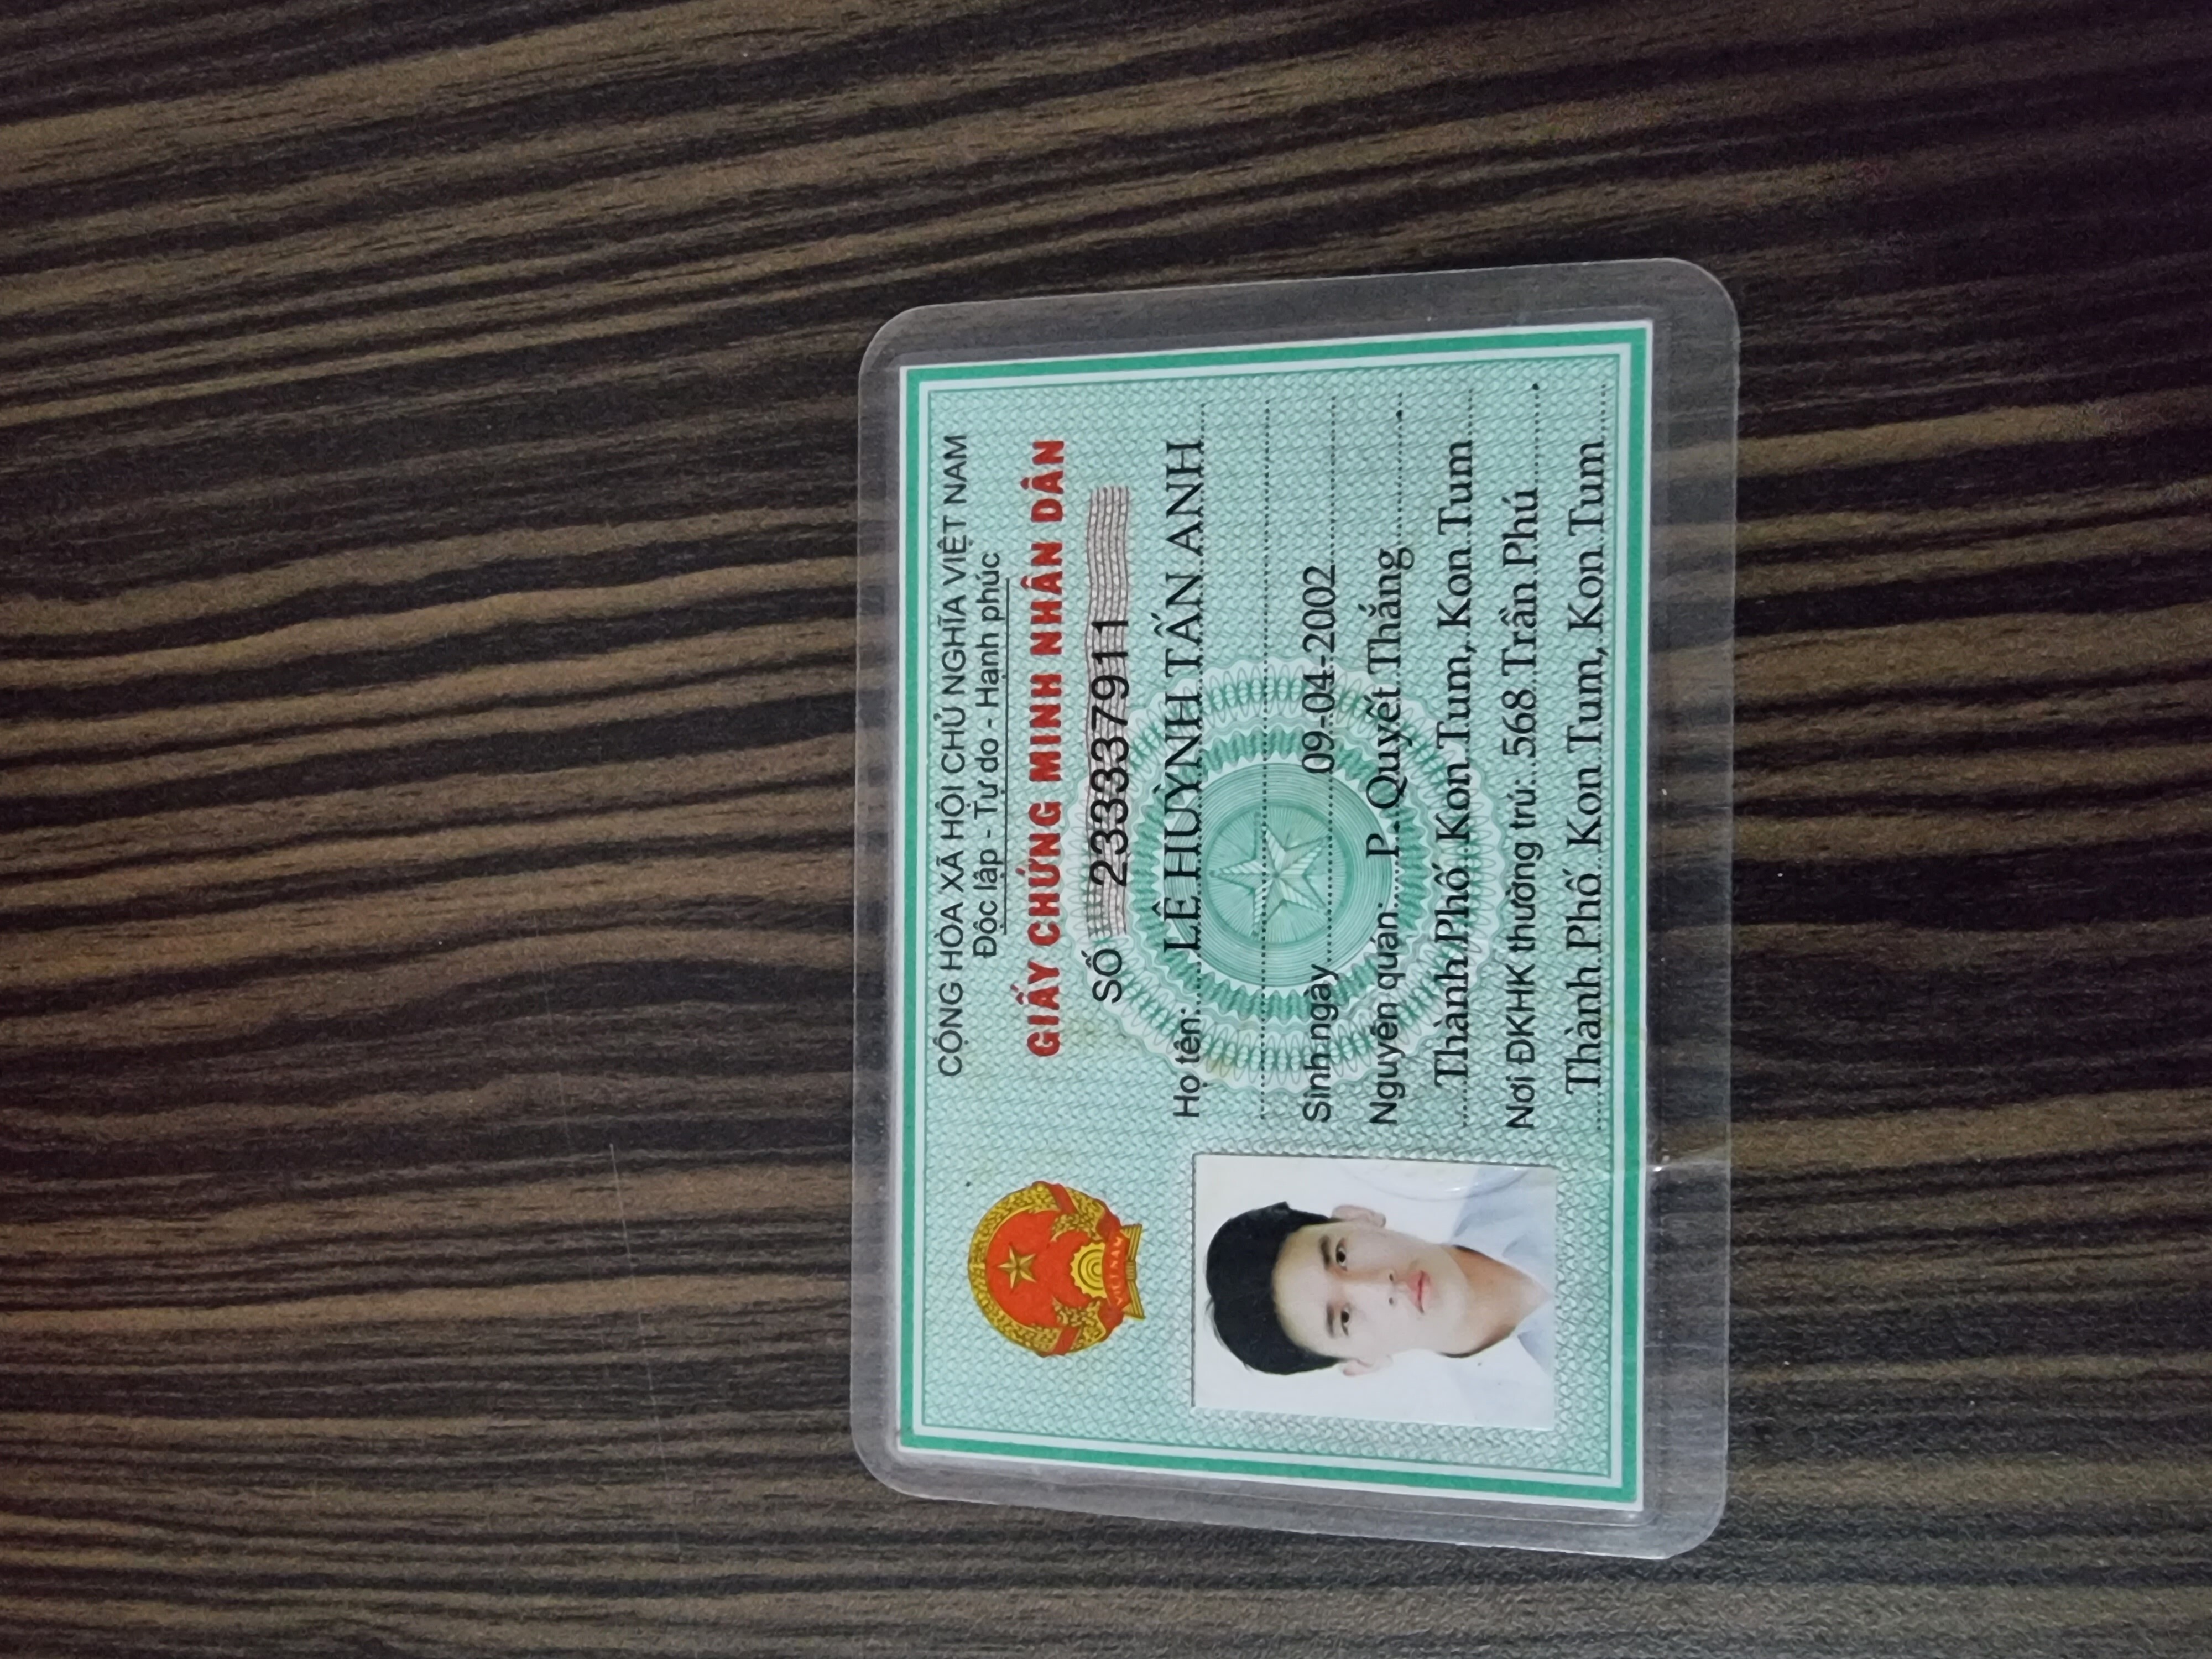 CỘNG HÒA XÃ HỘI CHỦ NGHĨA VIỆT NAM
Độc lập - Tự do - Hạnh phúc
GIẤY CHỨNG MINH NHÂN DÂN
SỐ 233337911
Họ tên: LÊ HUỲNH TẤN ANH
Sinh ngày 09-04-2002
Nguyên quán: P. Quyết Thắng
Thành Phố Kon Tum, Kon Tum
Nơi ĐKHK thường trú: 568 Trần Phú
Thành Phố Kon Tum, Kon Tum
VIỆT NAM